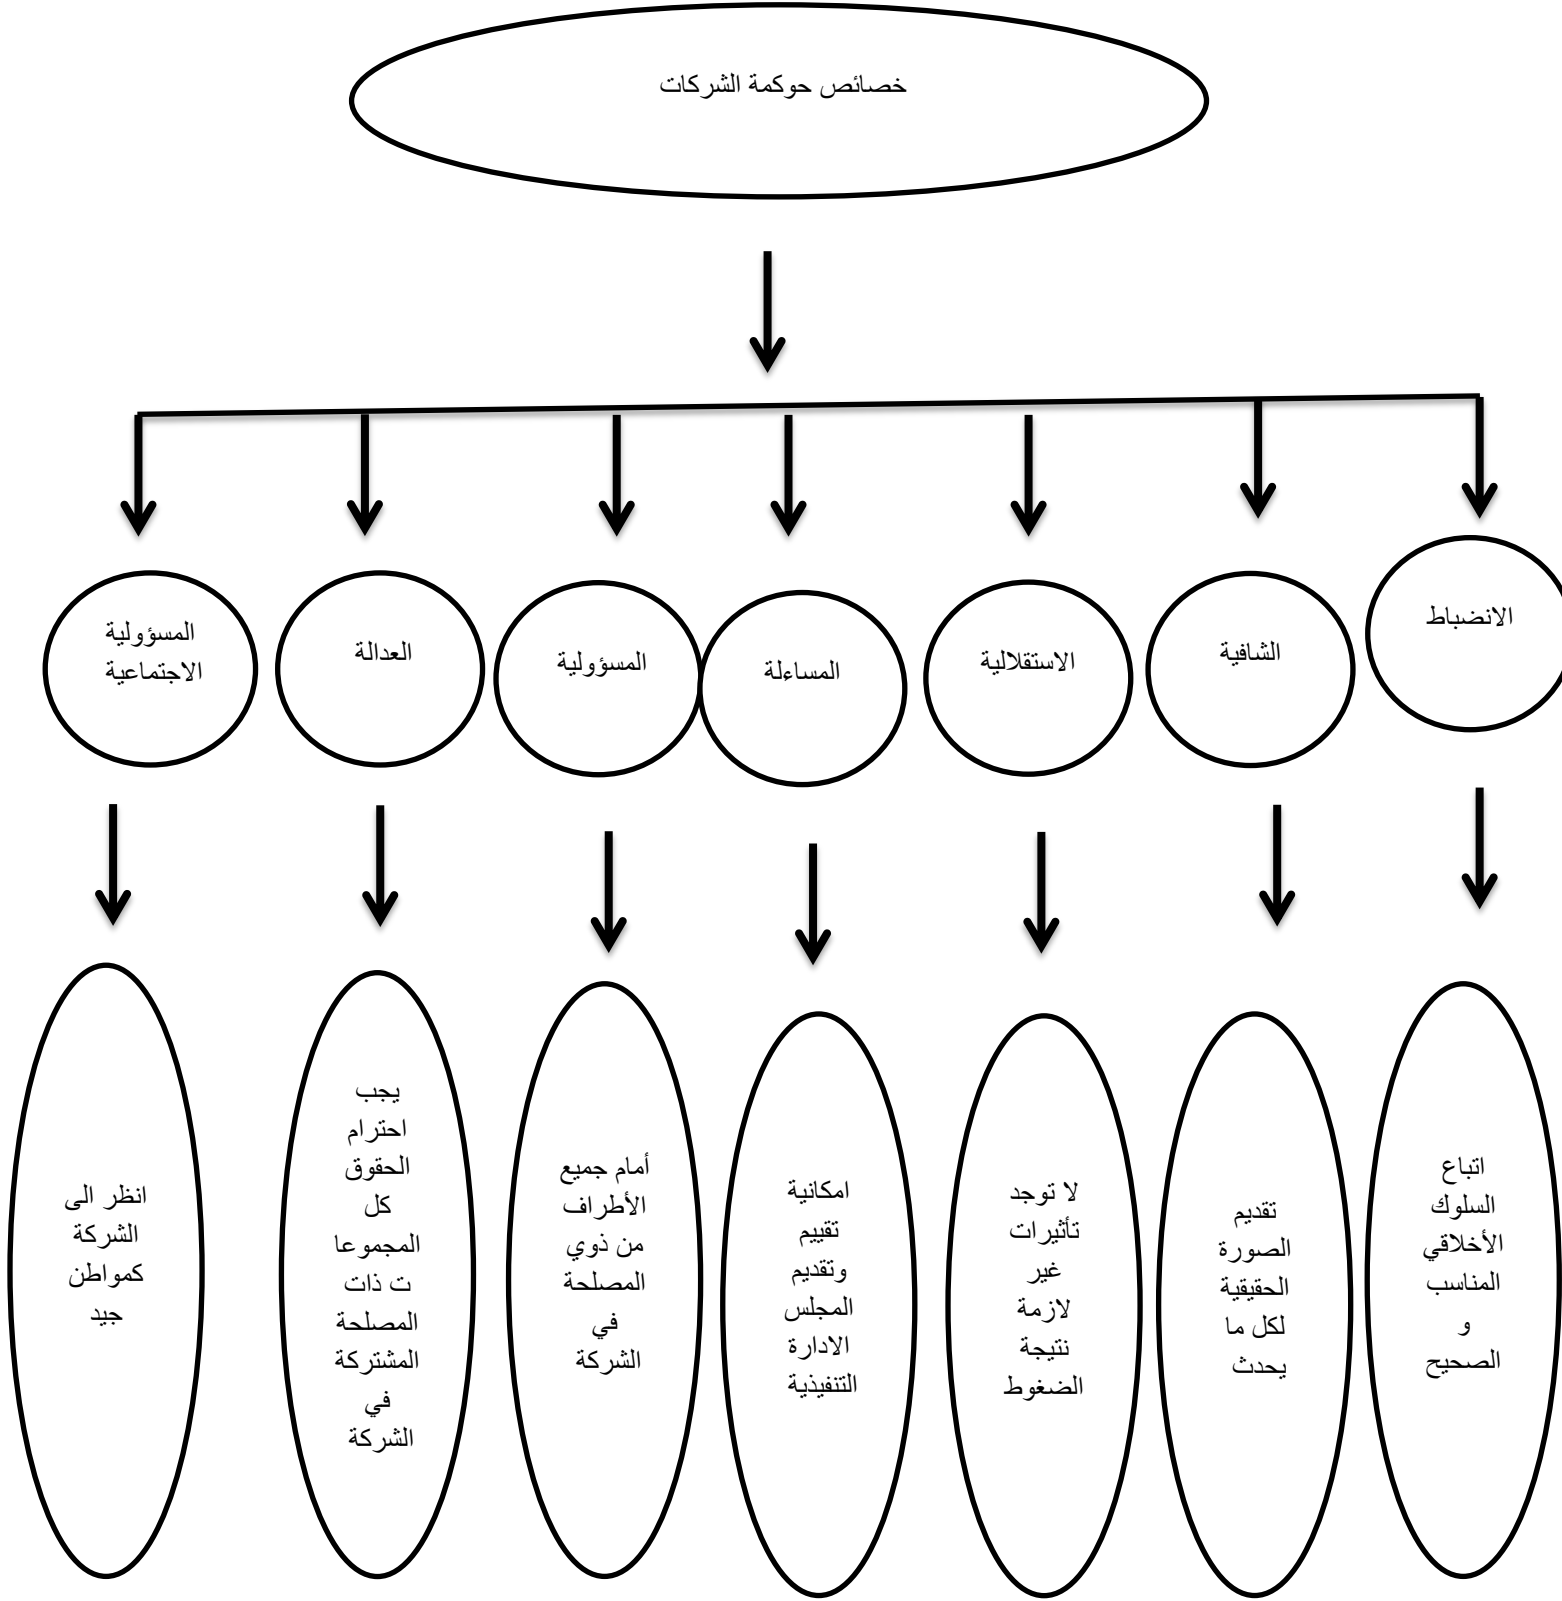 خصائص حوكمة الشركات
الانضباط
الشافية
الاستقلالية
المساءلة
المسؤولية
العدالة
المسؤولية
الاجتماعية
اتباع
السلوك
الأخلاقي
المناسب
و
الصحيح
تقديم
الصورة
الحقيقية
لكل ما
يحدث
لا توجد
تأثيرات
غير
لازمة
نتيجة
الضغوط
امكانية
تقييم
وتقديم
المجلس
الادارة
التنفيذية
أمام جميع
الأطراف
من ذوي
المصلحة
في
الشركة
يجب
احترام
الحقوق
كل
المجموعا
ت ذات
المصلحة
المشتركة
في
الشركة
انظر الى
الشركة
كمواطن
جيد